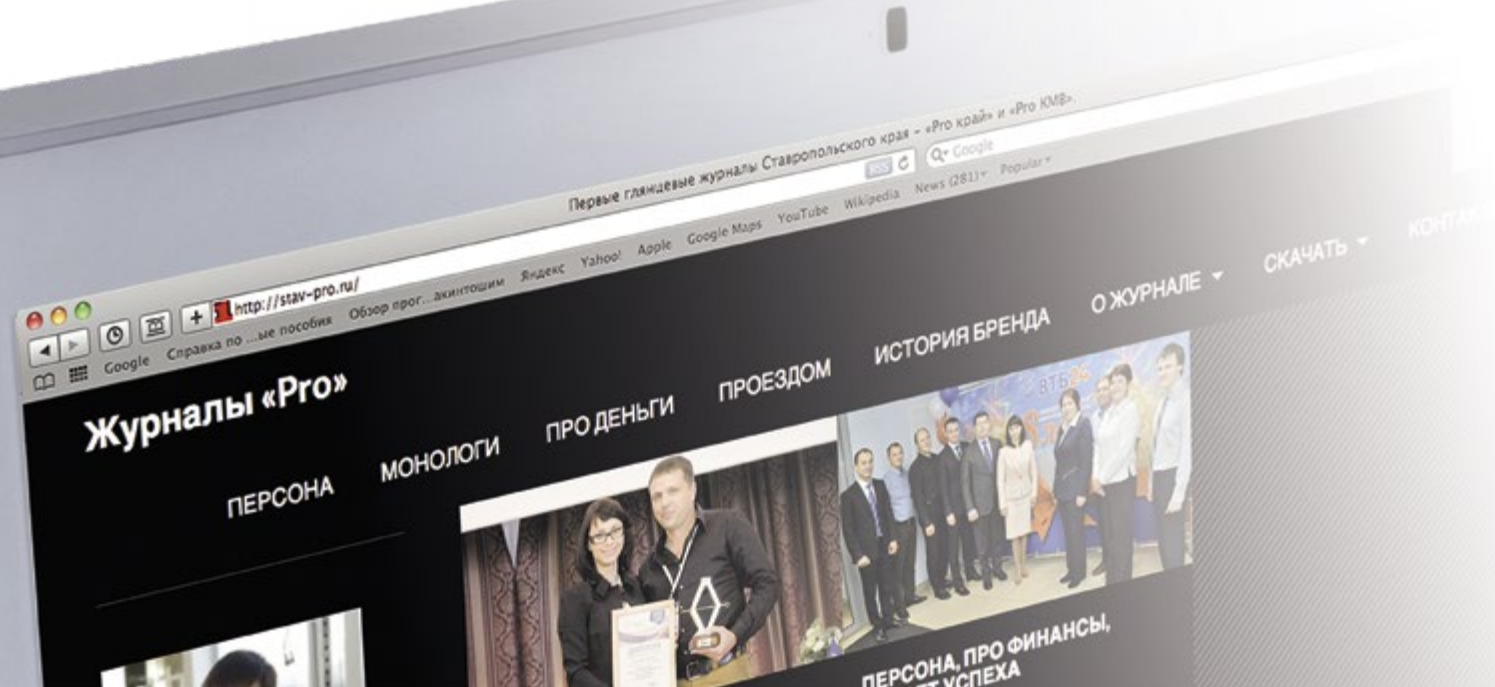 Первые глянцевые журналы Ставропольского края – «Pro край» и «Pro КМВ».
http://stav-pro.ru/
RSS
Google
Google Справка по ...ые пособия Обзор прог...акинтошим Яндекс Yahoo! Apple Google Maps YouTube Wikipedia News (281) Popular
Журналы «Pro»
ПЕРСОНА МОНОЛОГИ ПРО ДЕНЬГИ ПРОЕЗДОМ ИСТОРИЯ БРЕНДА О ЖУРНАЛЕ СКАЧАТЬ
ВТБ24
ПЕРСОНА, ПРО ФИНАНСЫ,
УСПЕХА